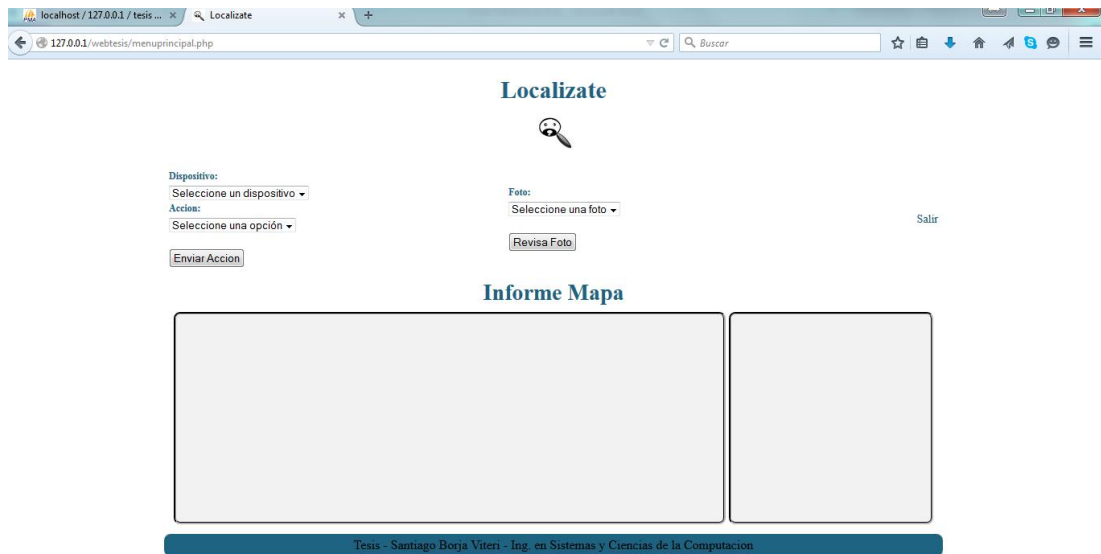 localhost / 127.0.0.1 / tesis ...
Localizate
127.0.0.1/webtesis/menuprincipal.php
Buscar
Localizate
Dispositivo:
Seleccione un dispositivo
Accion:
Seleccione una opción
Enviar Accion
Foto:
Seleccione una foto
Revisa Foto
Salir
Informe Mapa
Tesis - Santiago Borja Viteri - Ing. en Sistemas y Ciencias de la Computacion